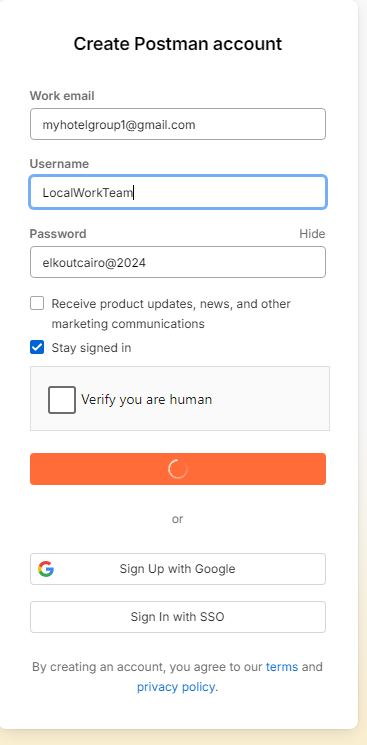 Create Postman account
Work email
myhotelgroup1@gmail.com
Username
LocalWorkTeam
Password Hide
elkoutcairo@2024
Receive product updates, news, and other
marketing communications
Stay signed in
Verify you are human
or
Sign Up with Google
Sign In with SSO
By creating an account, you agree to our terms and
privacy policy.